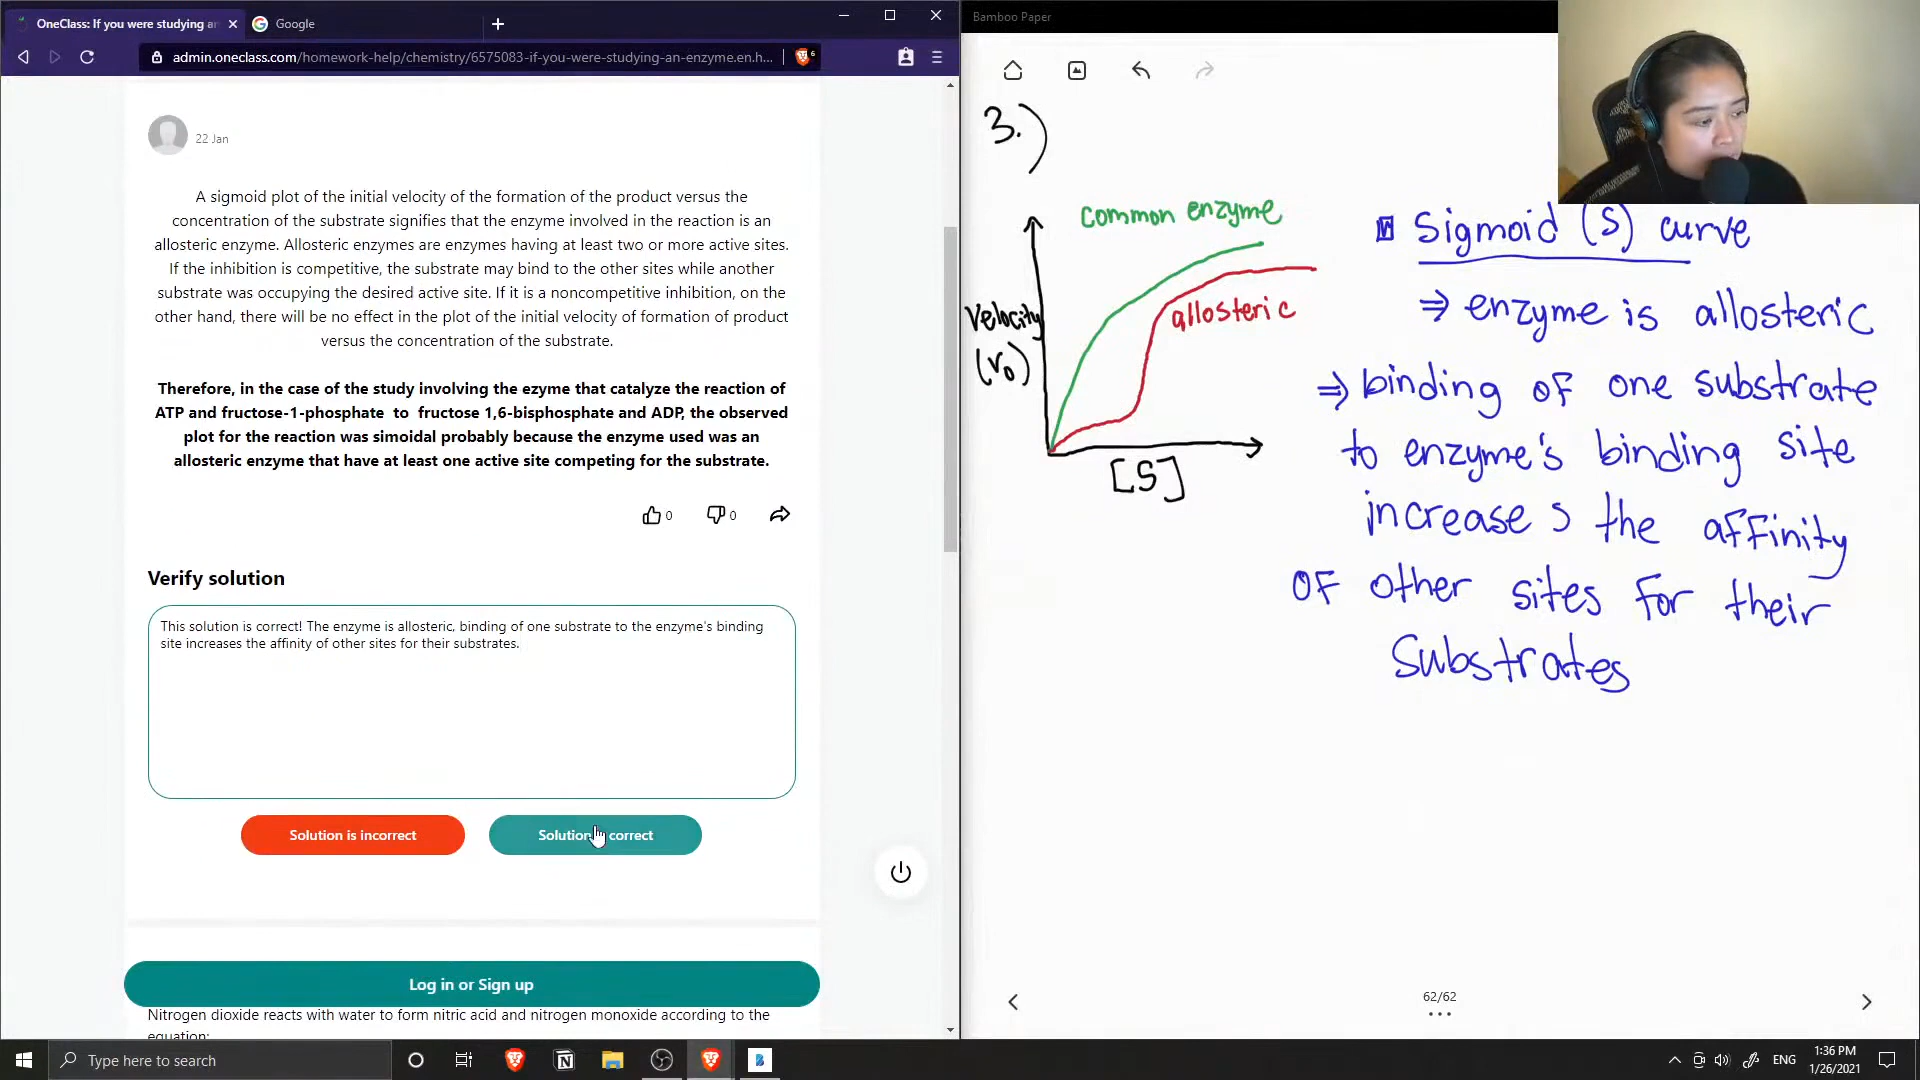 OneClass: If you were studying an
Google
admin.oneclass.com/homework-help/chemistry/6575083-if-you-were-studying-an-enzyme.en.h...
6
22 Jan
A sigmoid plot of the initial velocity of the formation of the product versus the
concentration of the substrate signifies that the enzyme involved in the reaction is an
allosteric enzyme. Allosteric enzymes are enzymes having at least two or more active sites.
If the inhibition is competitive, the substrate may bind to the other sites while another
substrate was occupying the desired active site. If it is a noncompetitive inhibition, on the
other hand, there will be no effect in the plot of the initial velocity of formation of product
versus the concentration of the substrate.
Therefore, in the case of the study involving the ezyme that catalyze the reaction of
ATP and fructose-1-phosphate to fructose 1,6-bisphosphate and ADP, the observed
plot for the reaction was simoidal probably because the enzyme used was an
allosteric enzyme that have at least one active site competing for the substrate.
0
0
Verify solution
This solution is correct! The enzyme is allosteric, binding of one substrate to the enzyme's binding
site increases the affinity of other sites for their substrates.
Solution is incorrect
Solution correct
Log in or Sign up
Nitrogen dioxide reacts with water to form nitric acid and nitrogen monoxide according to the
equation:
Bamboo Paper
3.)
common enzyme
allosteric
Velocity
(V₀)
[S]
Sigmoid (S) curve
⇒ enzyme is allosteric
⇒ binding of one substrate
to enzyme's binding site
increases the affinity
of other sites for their
substrates
62/62
Type here to search
ENG
1:36 PM
1/26/2021